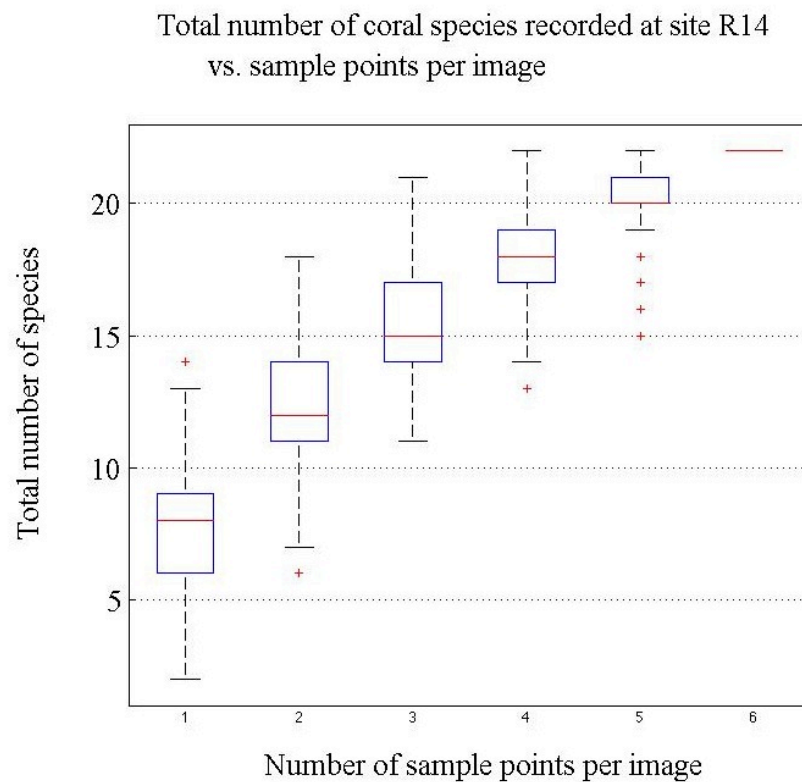 Total number of coral species recorded at site R14
vs. sample points per image
Total number of species
20
15
10
5
1 2 3 4 5 6
Number of sample points per image